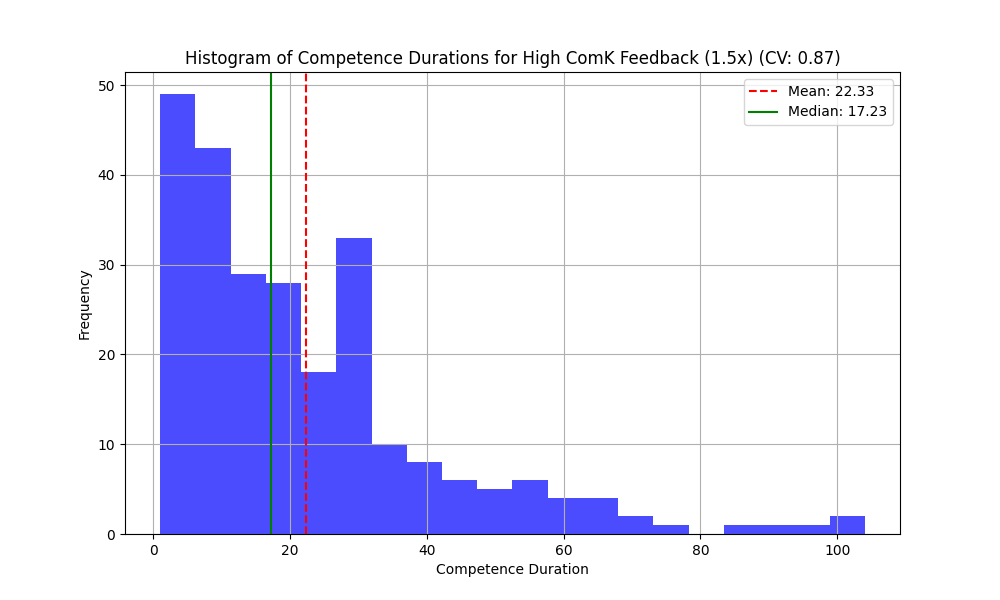 Histogram of Competence Durations for High ComK Feedback (1.5x) (CV: 0.87)
Mean: 22.33
Median: 17.23
Frequency
50
40
30
20
10
0
0 20 40 60 80 100
Competence Duration